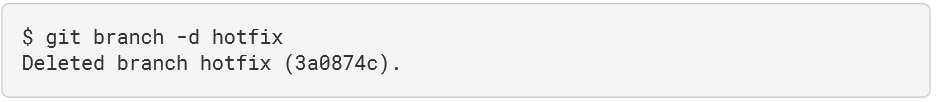 $ git branch -d hotfix
Deleted branch hotfix (3a0874c).